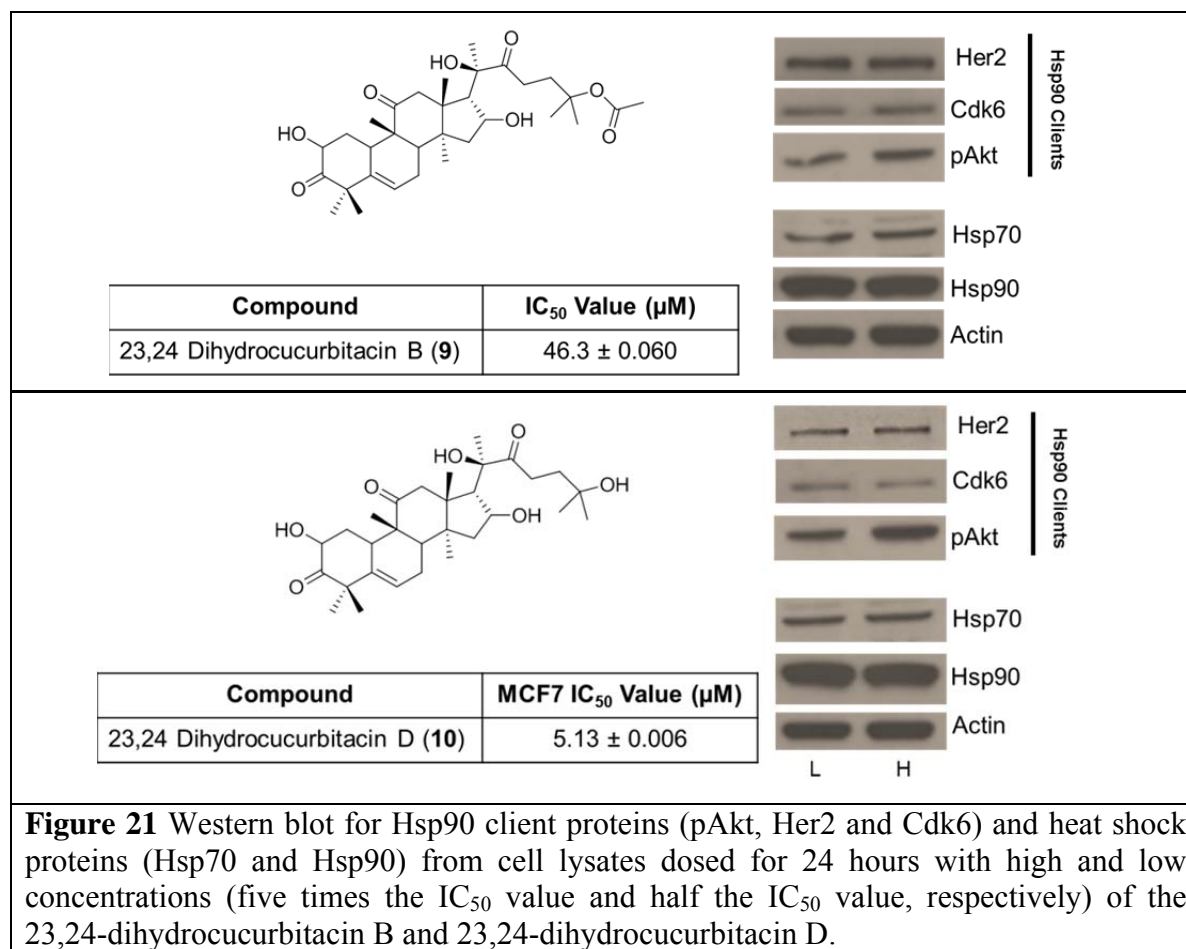 HO
O
O
O
OH
O
HO
O
Her2
Cdk6
pAkt
Hsp90 Clients
Hsp70
Hsp90
Actin
Compound IC50 Value (μM)
23,24 Dihydrocucurbitacin B (9) 46.3 ± 0.060
HO
O
O
OH
OH
HO
O
Her2
Cdk6
pAkt
Hsp90 Clients
Hsp70
Hsp90
Actin
L H
Compound MCF7 IC50 Value (μM)
23,24 Dihydrocucurbitacin D (10) 5.13 ± 0.006
Figure 21 Western blot for Hsp90 client proteins (pAkt, Her2 and Cdk6) and heat shock
proteins (Hsp70 and Hsp90) from cell lysates dosed for 24 hours with high and low
concentrations (five times the IC50 value and half the IC50 value, respectively) of the
23,24-dihydrocucurbitacin B and 23,24-dihydrocucurbitacin D.